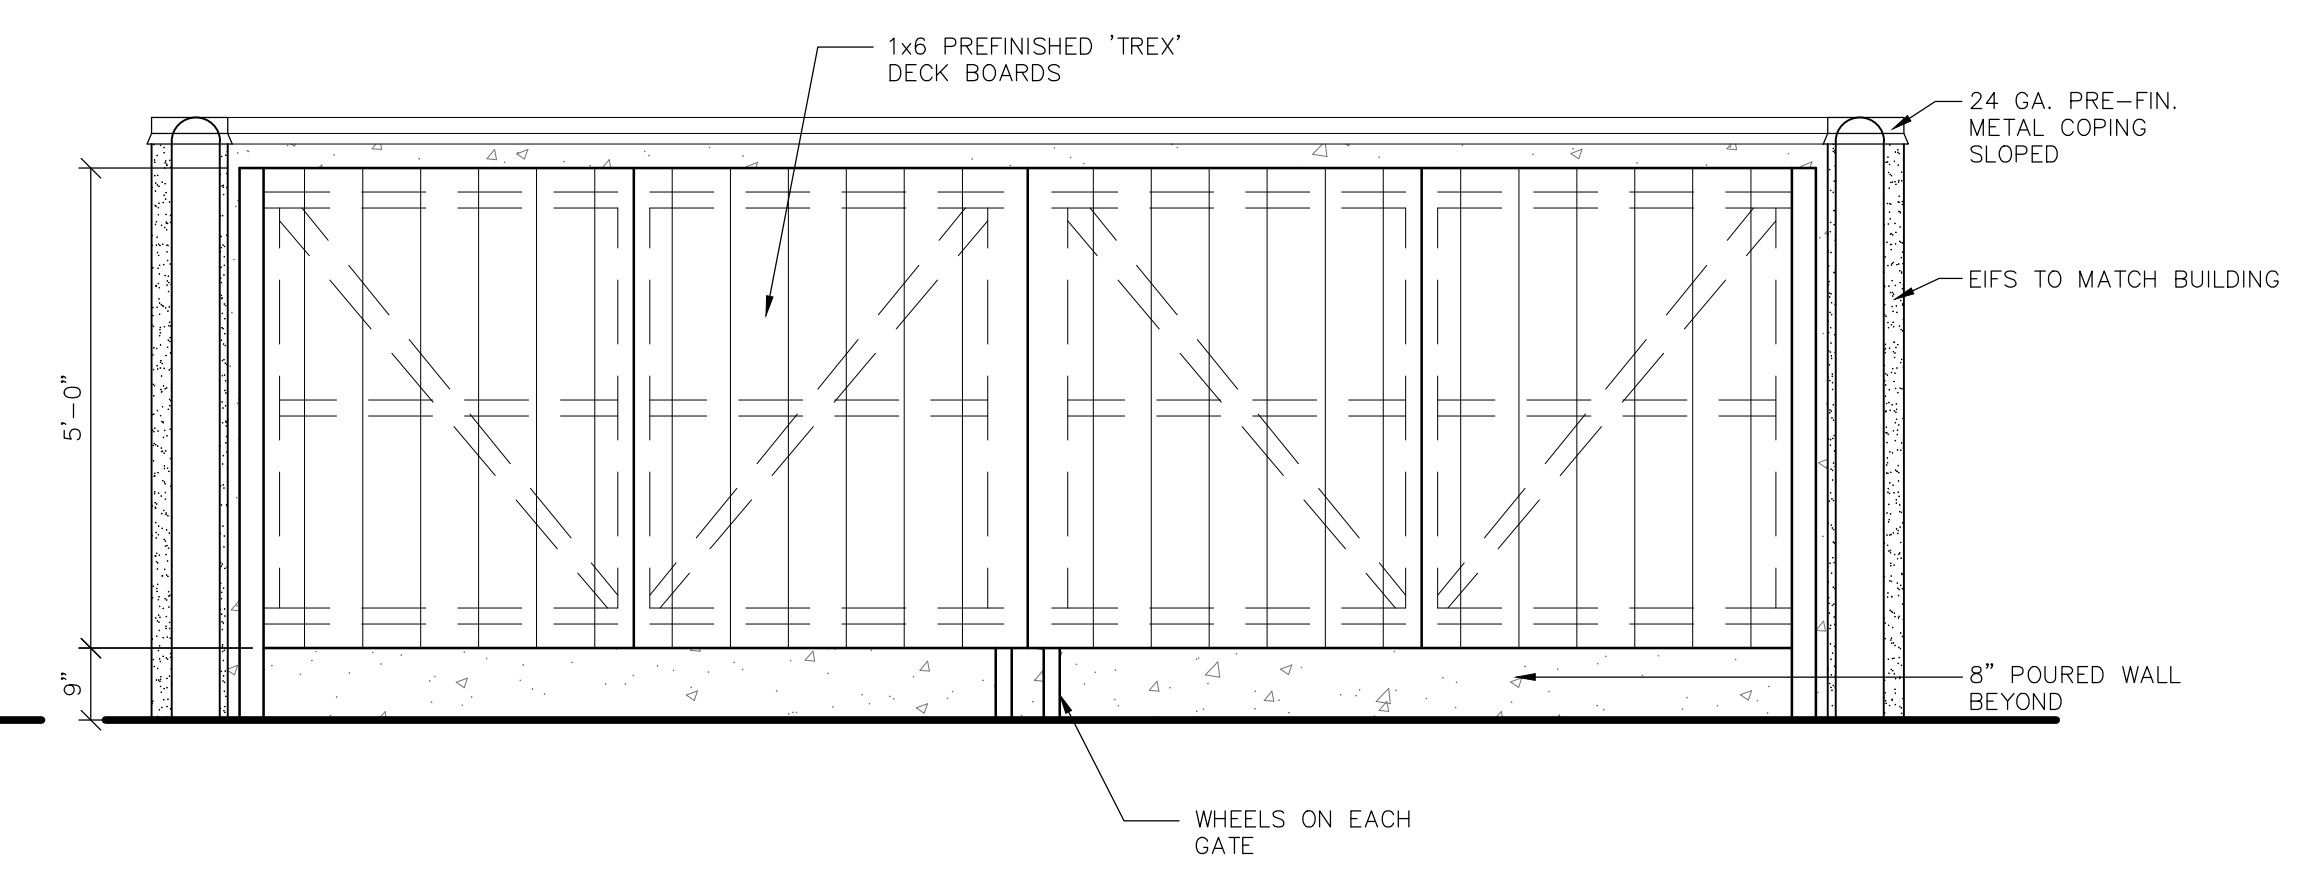 1x6 PREFINISHED 'TREX'
DECK BOARDS
24 GA. PRE-FIN.
METAL COPING
SLOPED
EIFS TO MATCH BUILDING
5'-0"
9"
8" POURED WALL
BEYOND
WHEELS ON EACH
GATE